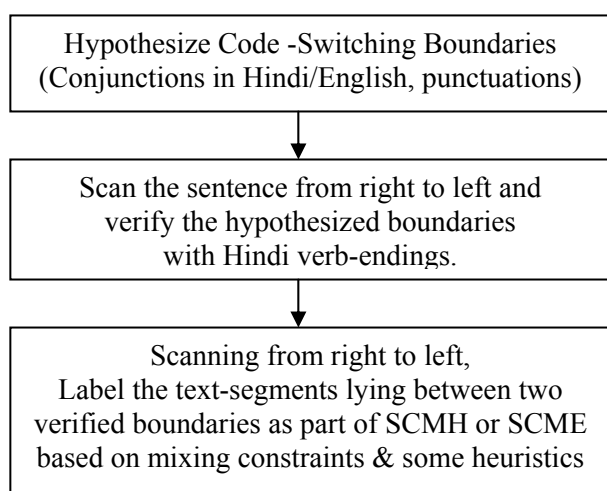 Hypothesize Code -Switching Boundaries
(Conjunctions in Hindi/English, punctuations)
Scan the sentence from right to left and
verify the hypothesized boundaries
with Hindi verb-endings.
Scanning from right to left,
Label the text-segments lying between two
verified boundaries as part of SCMH or SCME
based on mixing constraints & some heuristics